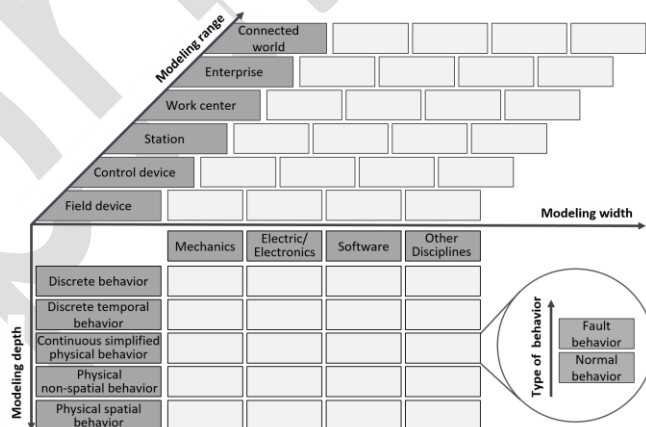 Modeling range
Connected
world
Enterprise
Work center
Station
Control device
Field device
Modeling width
Mechanics
Electric/
Electronics
Software
Other
Disciplines
Modeling depth
Discrete behavior
Discrete temporal
behavior
Continuous simplified
physical behavior
Physical
non-spatial behavior
Physical spatial
behavior
Type of behavior
Fault
behavior
Normal
behavior